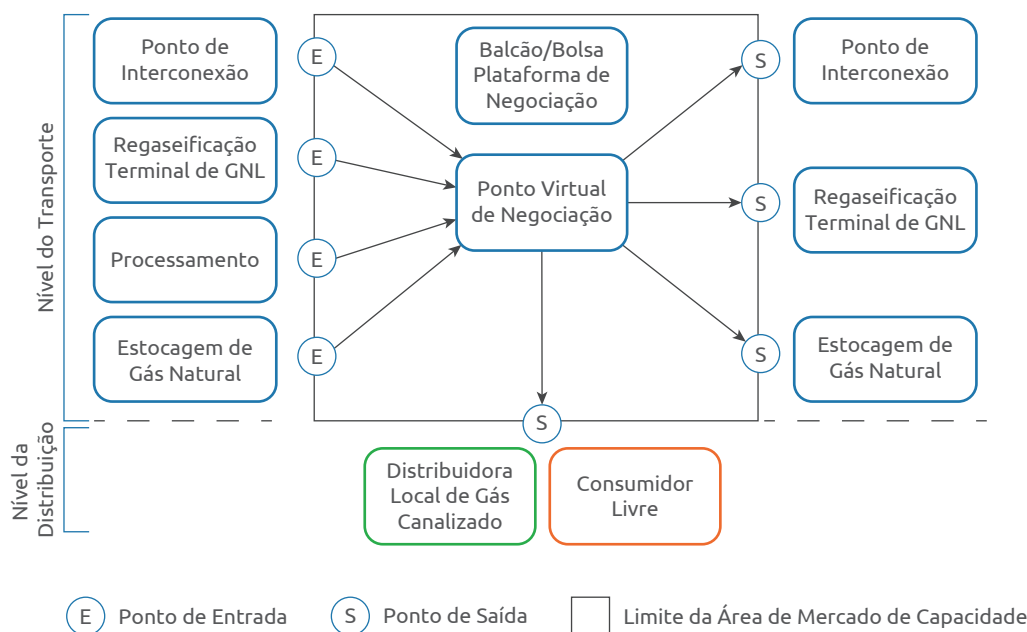 Nível do Transporte
Ponto de
Interconexão
Regaseificação
Terminal de GNL
Processamento
Estocagem de
Gás Natural
E
E
E
E
Balcão/Bolsa
Plataforma de
Negociação
Ponto Virtual
de Negociação
S
S
S
S
Ponto de
Interconexão
Regaseificação
Terminal de GNL
Estocagem de
Gás Natural
Nível da
Distribuição
Distribuidora
Local de Gás
Canalizado
Consumidor
Livre
E Ponto de Entrada
S Ponto de Saída
Limite da Área de Mercado de Capacidade